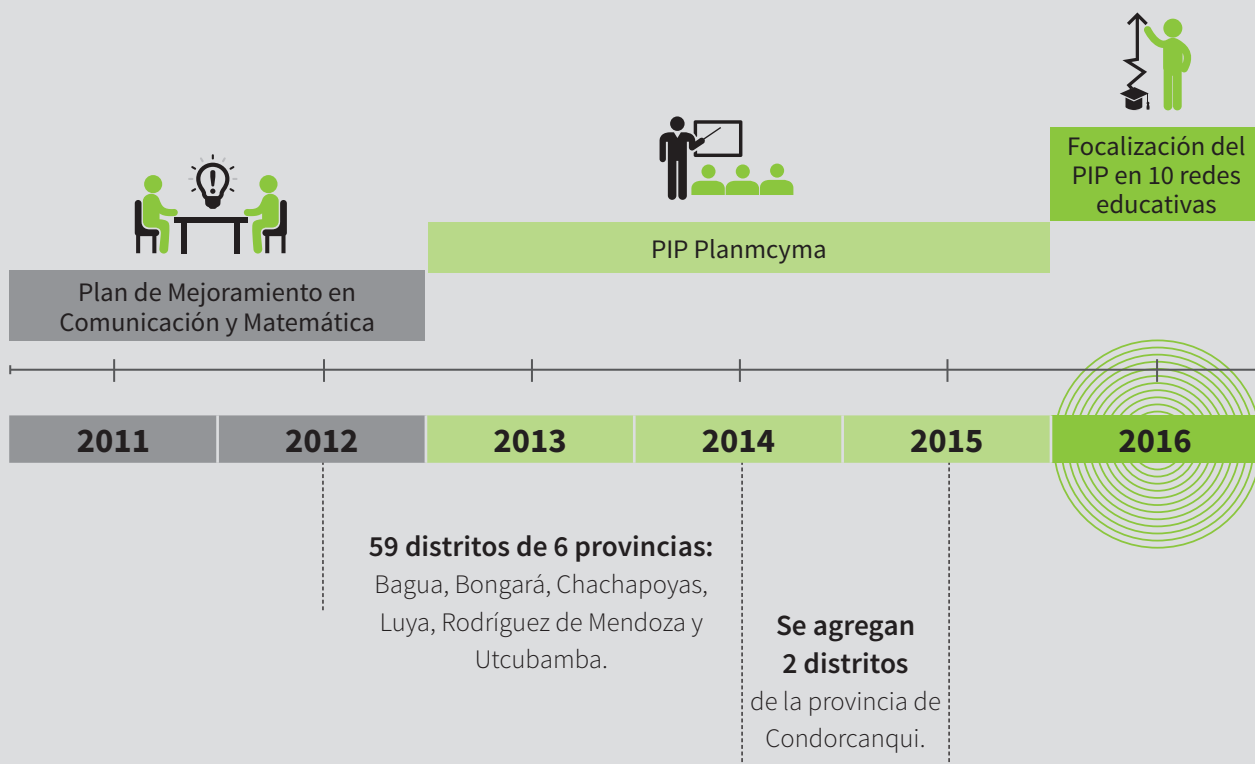 Focalización del
PIP en 10 redes
educativas
PIP Planmcyma
Plan de Mejoramiento en
Comunicación y Matemática
2011
2012
2013
2014
2015
2016
59 distritos de 6 provincias:
Bagua, Bongará, Chachapoyas,
Luya, Rodríguez de Mendoza y
Utcubamba.
Se agregan
2 distritos
de la provincia de
Condorcanqui.